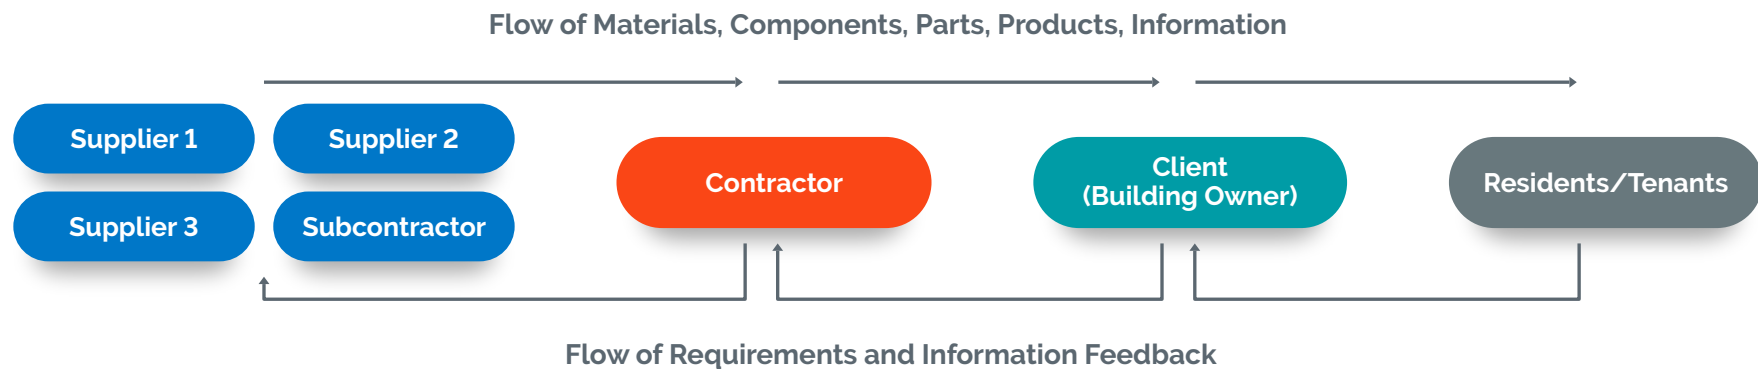 Flow of Materials, Components, Parts, Products, Information
Supplier 1
Supplier 2
Supplier 3
Subcontractor
Contractor
Client
(Building Owner)
Residents/Tenants
Flow of Requirements and Information Feedback